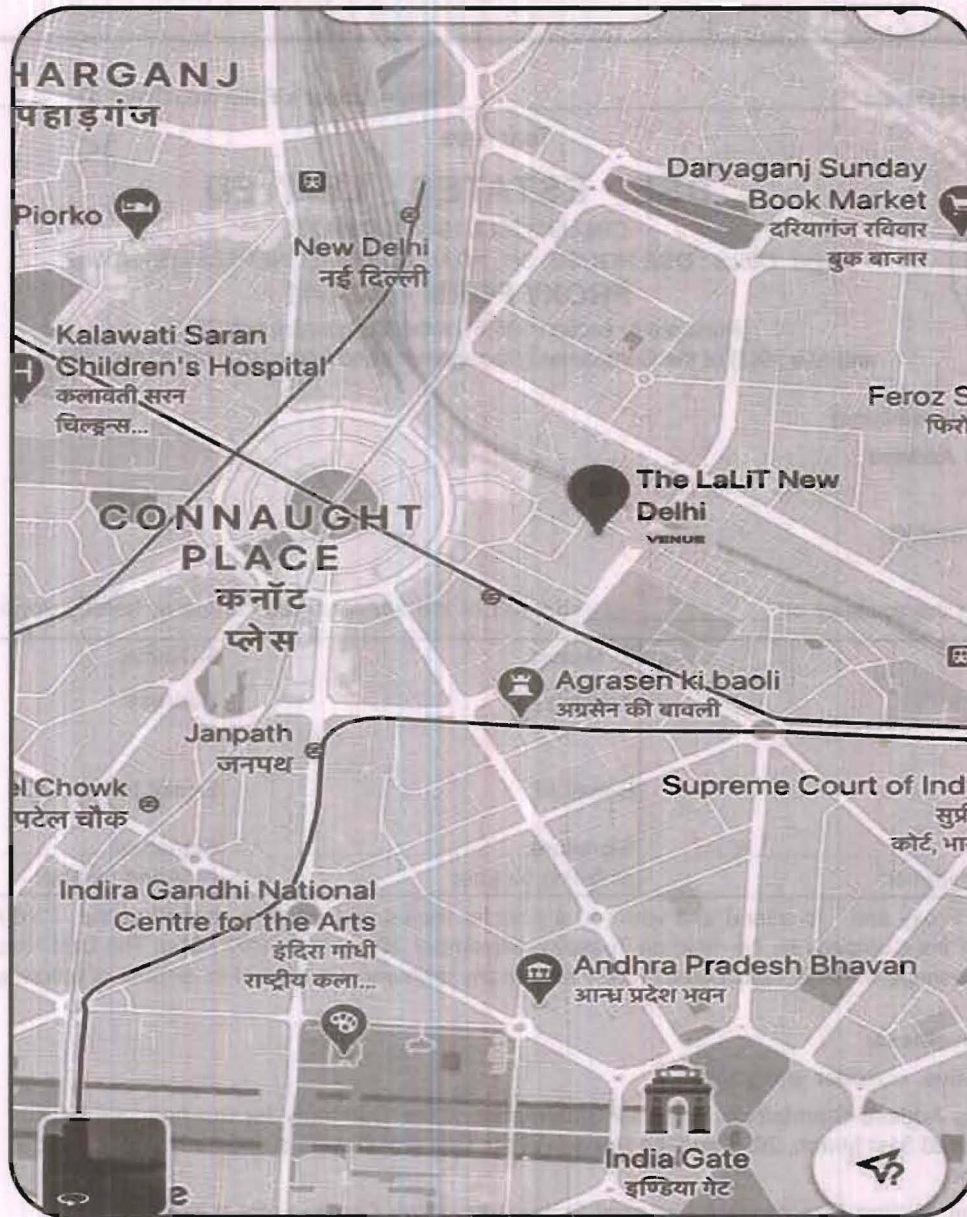 HARGANJ
पहाड़गंज
Daryaganj Sunday
Book Market
दरियागंज रविवार
बुक बाजार
Piorko
New Delhi
नई दिल्ली
Kalawati Saran
Children's Hospital
कलावती सरन
चिल्ड्रन्स...
Feroz S
फिरो
The LaLiT New
Delhi
VENUE
CONNAUGHT
PLACE
कनॉट
प्लेस
Agrasen ki baoli
अग्रसेन की बावली
Janpath
जनपथ
el Chowk
पटेल चौक
Supreme Court of Ind
सुप्री
कोर्ट, भा
Indira Gandhi National
Centre for the Arts
इंदिरा गांधी
राष्ट्रीय कला...
Andhra Pradesh Bhavan
आन्ध्र प्रदेश भवन
India Gate
इण्डिया गेट